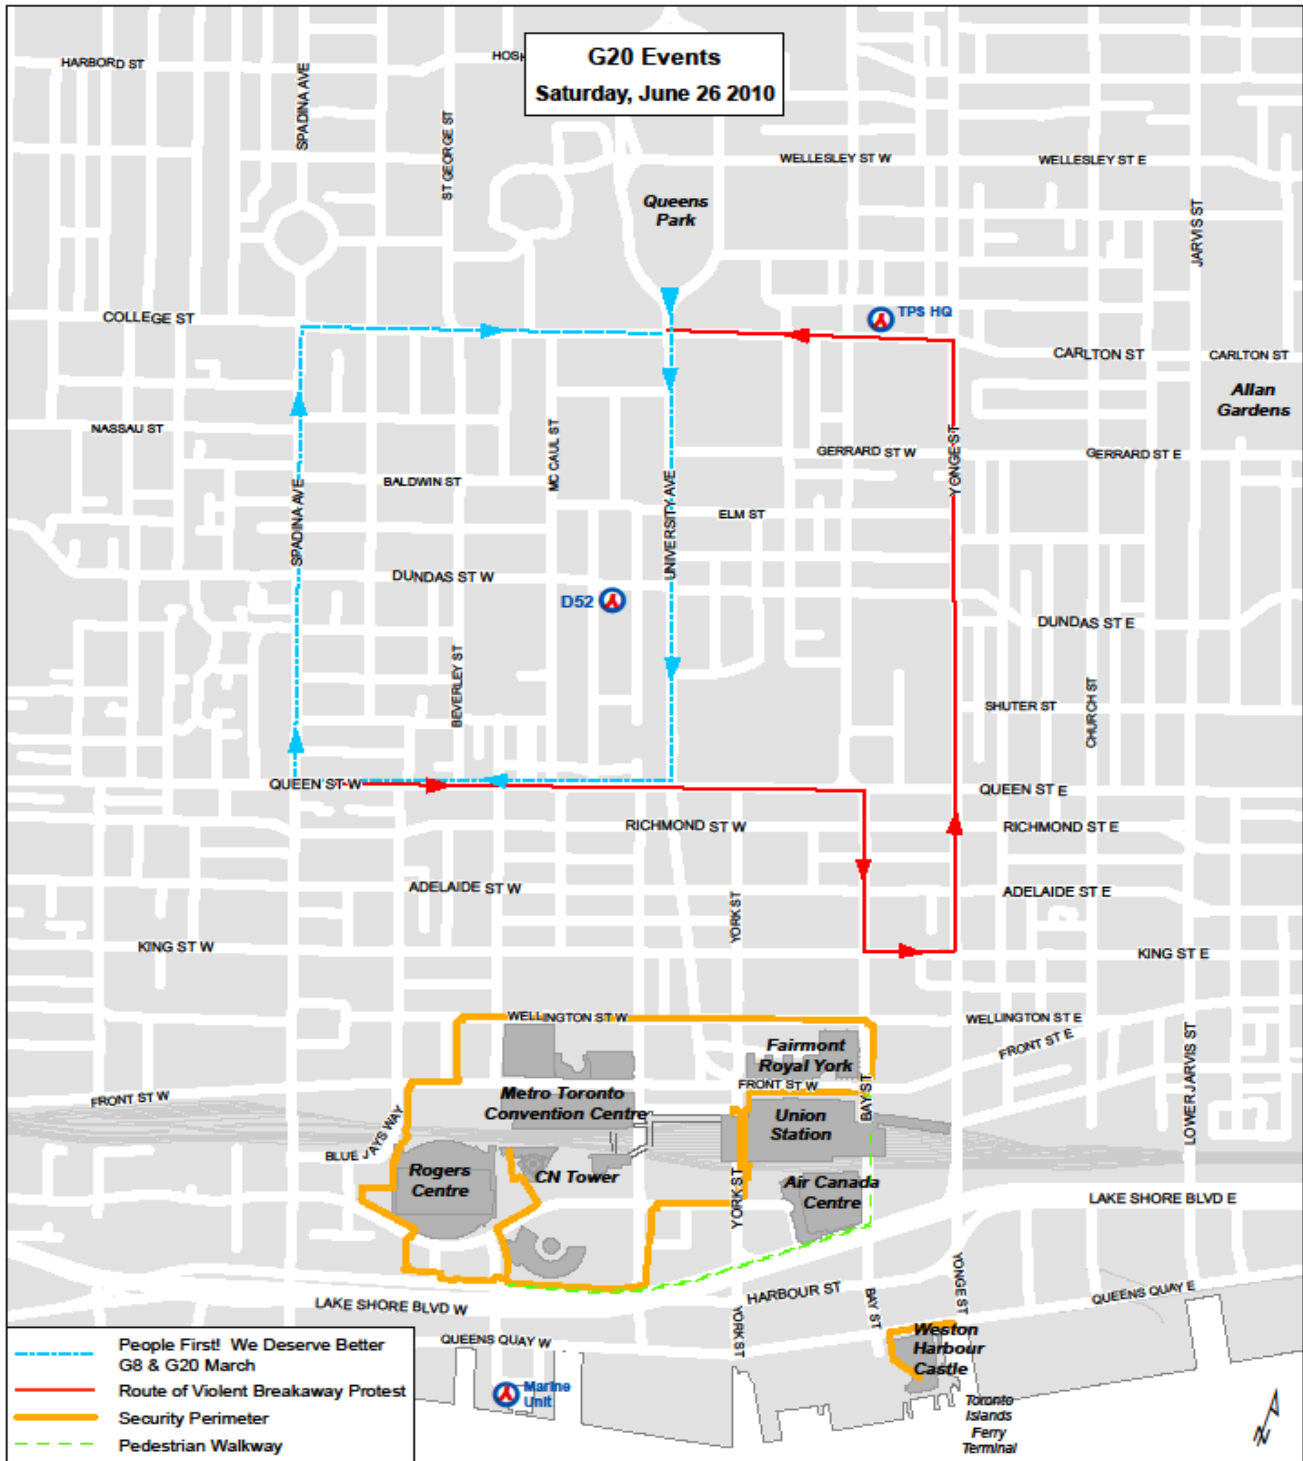 G20 Events
Saturday, June 26 2010
HARBORD ST
HOSK
SPADINA AVE
ST GEORGE ST
WELLESLEY ST W
WELLESLEY ST E
Queens
Park
JARVIS ST
COLLEGE ST
TPS HQ
CARLTON ST
CARLTON ST
Allan
Gardens
NASSAU ST
MC CAUL ST
GERRARD ST W
YONGE ST
GERRARD ST E
BALDWIN ST
SPADINA AVE
UNIVERSITY AVE
ELM ST
DUNDAS ST W
D52
DUNDAS ST E
BEVERLEY ST
SHUTER ST
CHURCH ST
QUEEN ST W
QUEEN ST E
RICHMOND ST W
RICHMOND ST E
ADELAIDE ST W
ADELAIDE ST E
YORK ST
KING ST W
KING ST E
WELLINGTON ST W
WELLINGTON ST E
FRONT ST E
Fairmont
Royal York
FRONT ST W
FRONT ST W
Metro Toronto
Convention Centre
BAY ST
Union
Station
LOWER JARVIS ST
BLUE JAYS WAY
Rogers
Centre
CN Tower
YORK ST
Air Canada
Centre
LAKE SHORE BLVD E
LAKE SHORE BLVD W
HARBOUR ST
BAY ST
YONGE ST
QUEENS QUAY E
QUEENS QUAY W
YORK ST
Weston
Harbour
Castle
Marine
Unit
Toronto
Islands
Ferry
Terminal
N
People First! We Deserve Better
G8 & G20 March
Route of Violent Breakaway Protest
Security Perimeter
Pedestrian Walkway